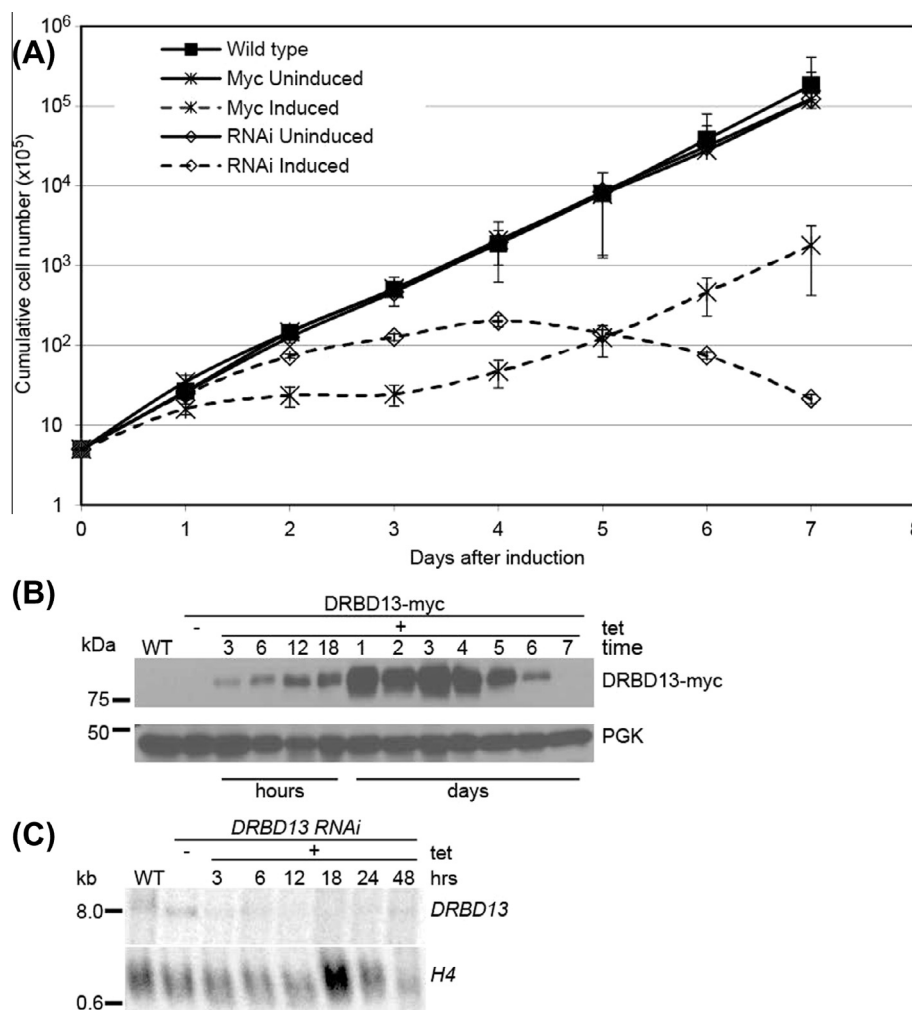 (A)
Cumulative cell number (x10⁵)
10⁶
10⁵
10⁴
10³
10²
10
1
Wild type
Myc Uninduced
Myc Induced
RNAi Uninduced
RNAi Induced
0 1 2 3 4 5 6 7 8
Days after induction
(B)
DRBD13-myc
- + tet
kDa WT 3 6 12 18 1 2 3 4 5 6 7 time
DRBD13-myc
75
50
PGK
hours days
(C)
DRBD13 RNAi
- + tet
kb WT 3 6 12 18 24 48 hrs
8.0 DRBD13
H4
0.6